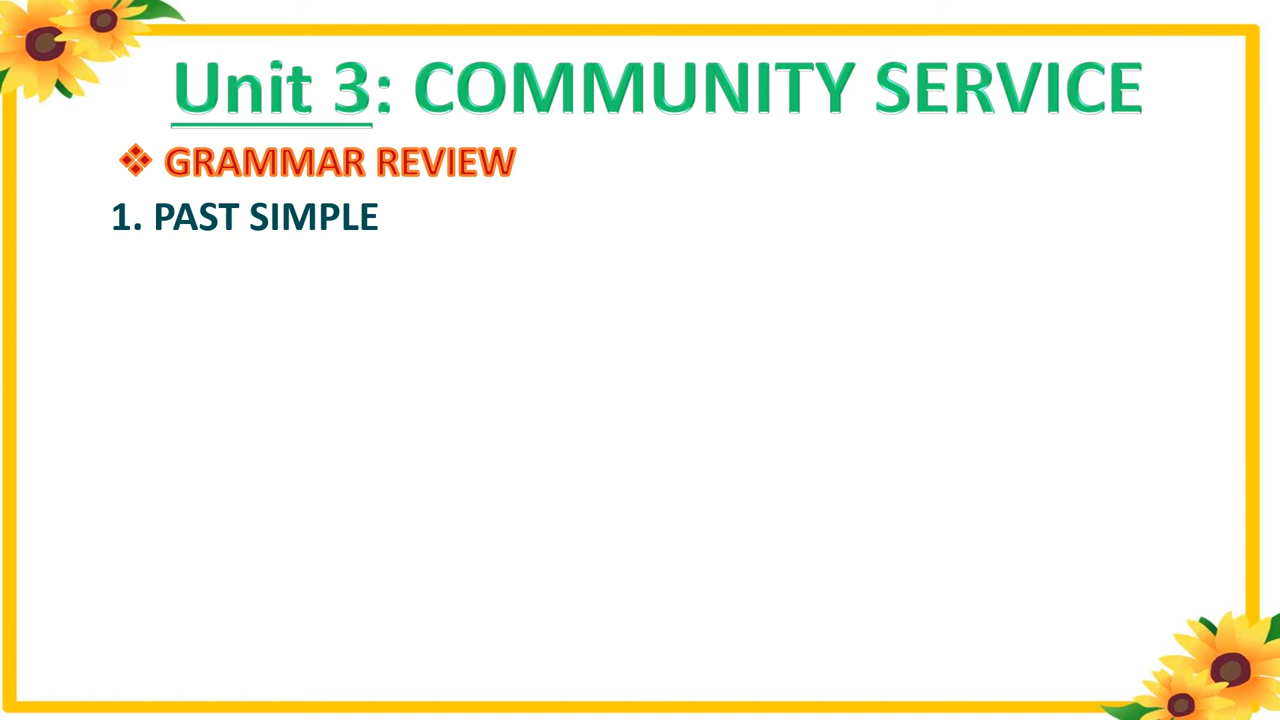 Unit 3: COMMUNITY SERVICE
❖ GRAMMAR REVIEW
1. PAST SIMPLE